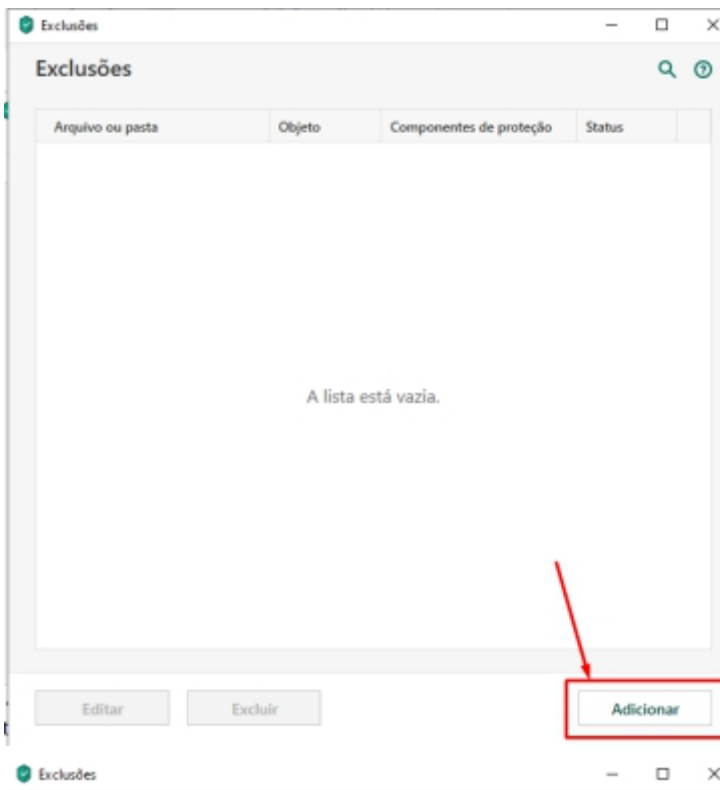 Exclusões
Exclusões
Arquivo ou pasta Objeto Componentes de proteção Status
A lista está vazia.
Editar Excluir Adicionar
Exclusões